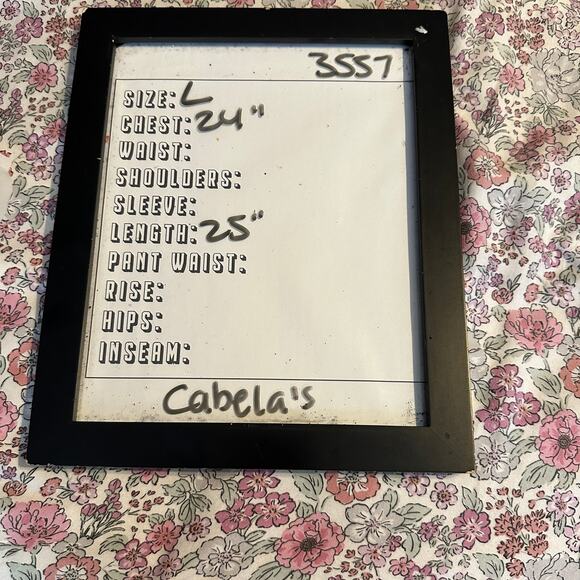 3557
SIZE: L
CHEST: 24"
WAIST:
SHOULDERS:
SLEEVE:
LENGTH: 25"
PANT WAIST:
RISE:
HIPS:
INSEAM:
Cabela's